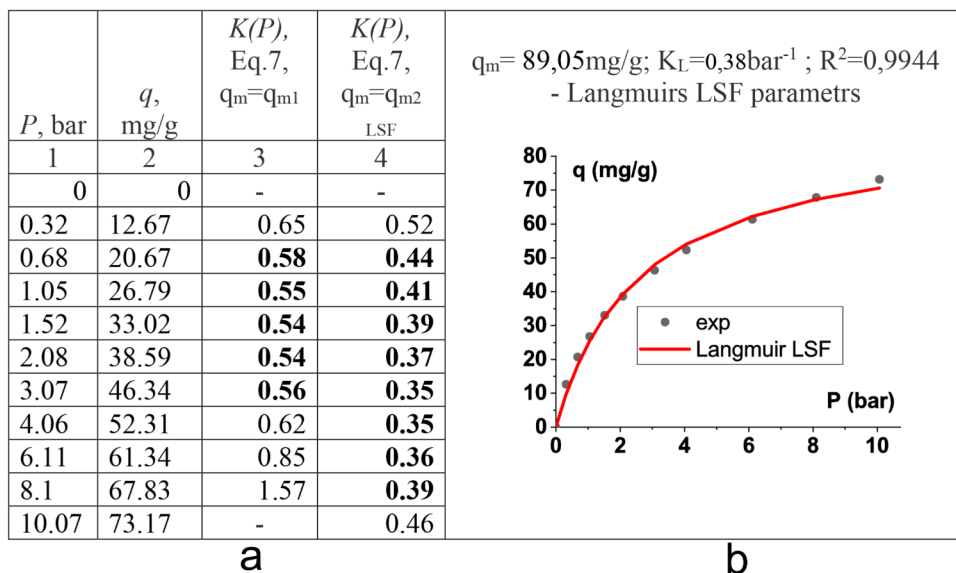 P, bar
q,
mg/g
K(P),
Eq.7,
qm=qm1
K(P),
Eq.7,
qm=qm2
LSF
1 2 3 4
0 0 - -
0.32 12.67 0.65 0.52
0.68 20.67 0.58 0.44
1.05 26.79 0.55 0.41
1.52 33.02 0.54 0.39
2.08 38.59 0.54 0.37
3.07 46.34 0.56 0.35
4.06 52.31 0.62 0.35
6.11 61.34 0.85 0.36
8.1 67.83 1.57 0.39
10.07 73.17 - 0.46
a
qm= 89,05mg/g; KL=0,38bar-1 ; R2=0,9944
- Langmuirs LSF parametrs
q (mg/g)
80
70
60
50
40
30
20
10
0
exp
Langmuir LSF
P (bar)
0 2 4 6 8 10
b